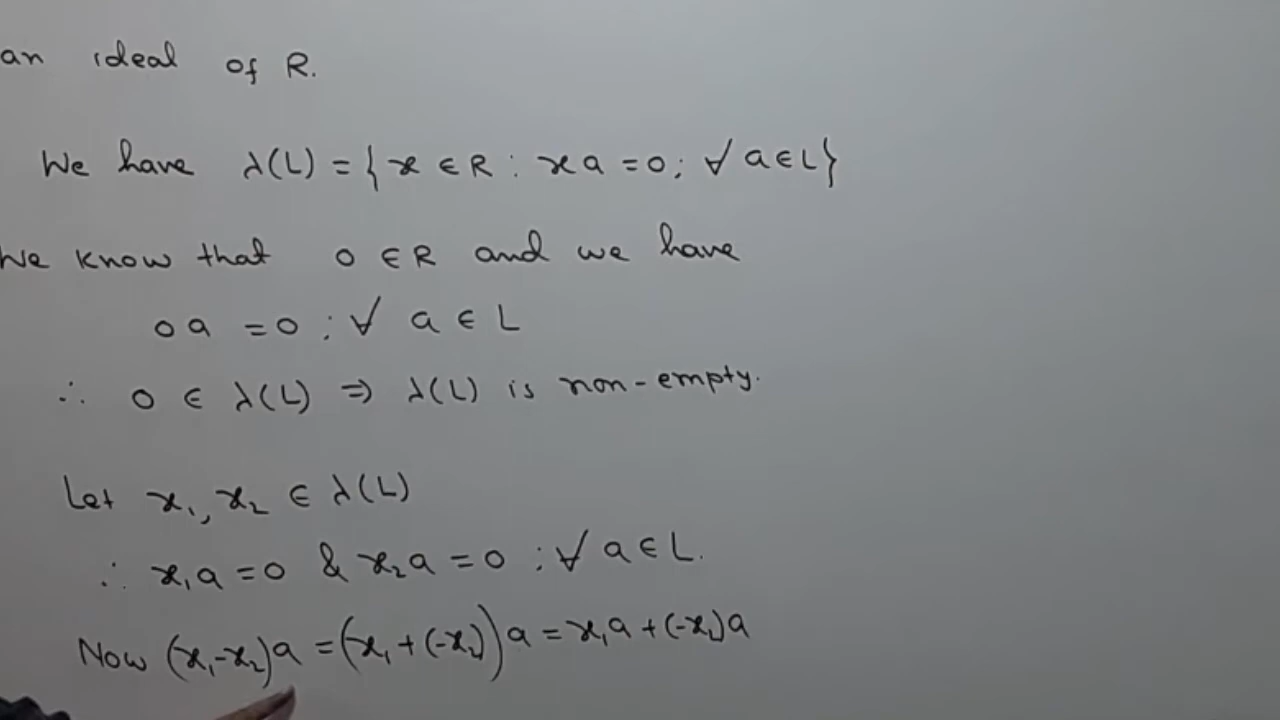 an ideal of R.
We have λ(L) = { x ∈ R : xa = 0; ∀ a ∈ L}
We know that 0 ∈ R and we have
0a = 0 ; ∀ a ∈ L
∴ 0 ∈ λ(L) ⇒ λ(L) is non-empty.
Let x₁, x₂ ∈ λ(L)
∴ x₁a = 0 & x₂a = 0 ; ∀ a ∈ L.
Now (x₁-x₂)a = (x₁ + (-x₂))a = x₁a + (-x₂)a